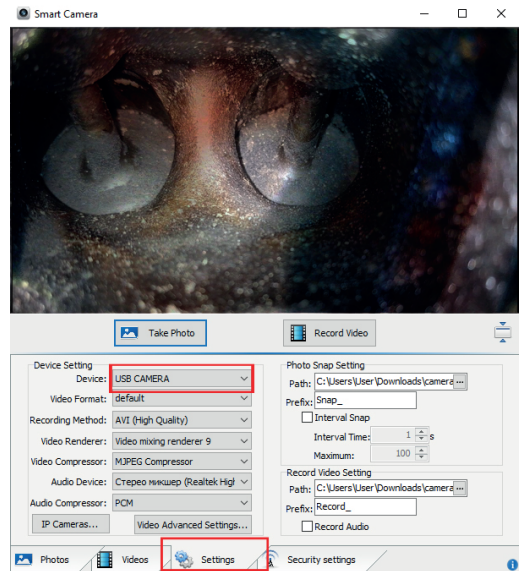 Smart Camera
Take Photo
Record Video
Device Setting
Device: USB CAMERA
Video Format: default
Recording Method: AVI (High Quality)
Video Renderer: Video mixing renderer 9
Video Compressor: MJPEG Compressor
Audio Device: Стерео микшер (Realtek High
Audio Compressor: PCM
IP Cameras...
Video Advanced Settings...
Photo Snap Setting
Path: C:\Users\User\Downloads\camera ...
Prefix: Snap_
Interval Snap
Interval Time: 1 s
Maximum: 100
Record Video Setting
Path: C:\Users\User\Downloads\camera ...
Prefix: Record_
Record Audio
Photos
Videos
Settings
Security settings